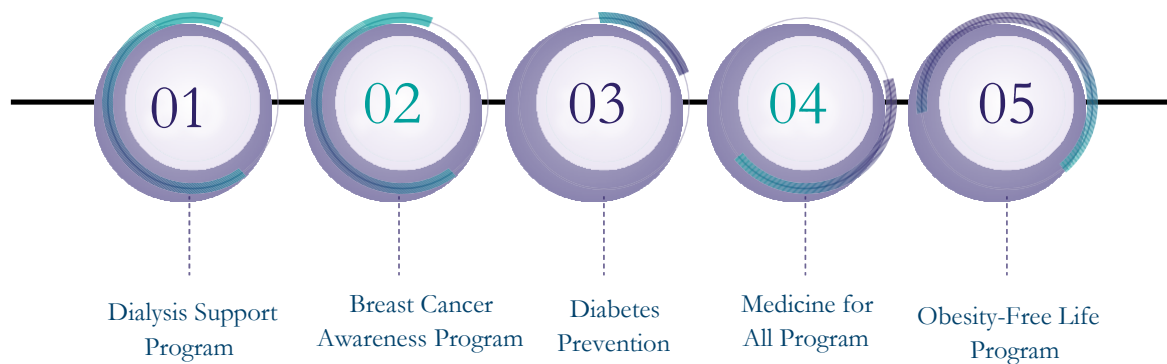 01
02
03
04
05
Dialysis Support
Program
Breast Cancer
Awareness Program
Diabetes
Prevention
Medicine for
All Program
Obesity-Free Life
Program